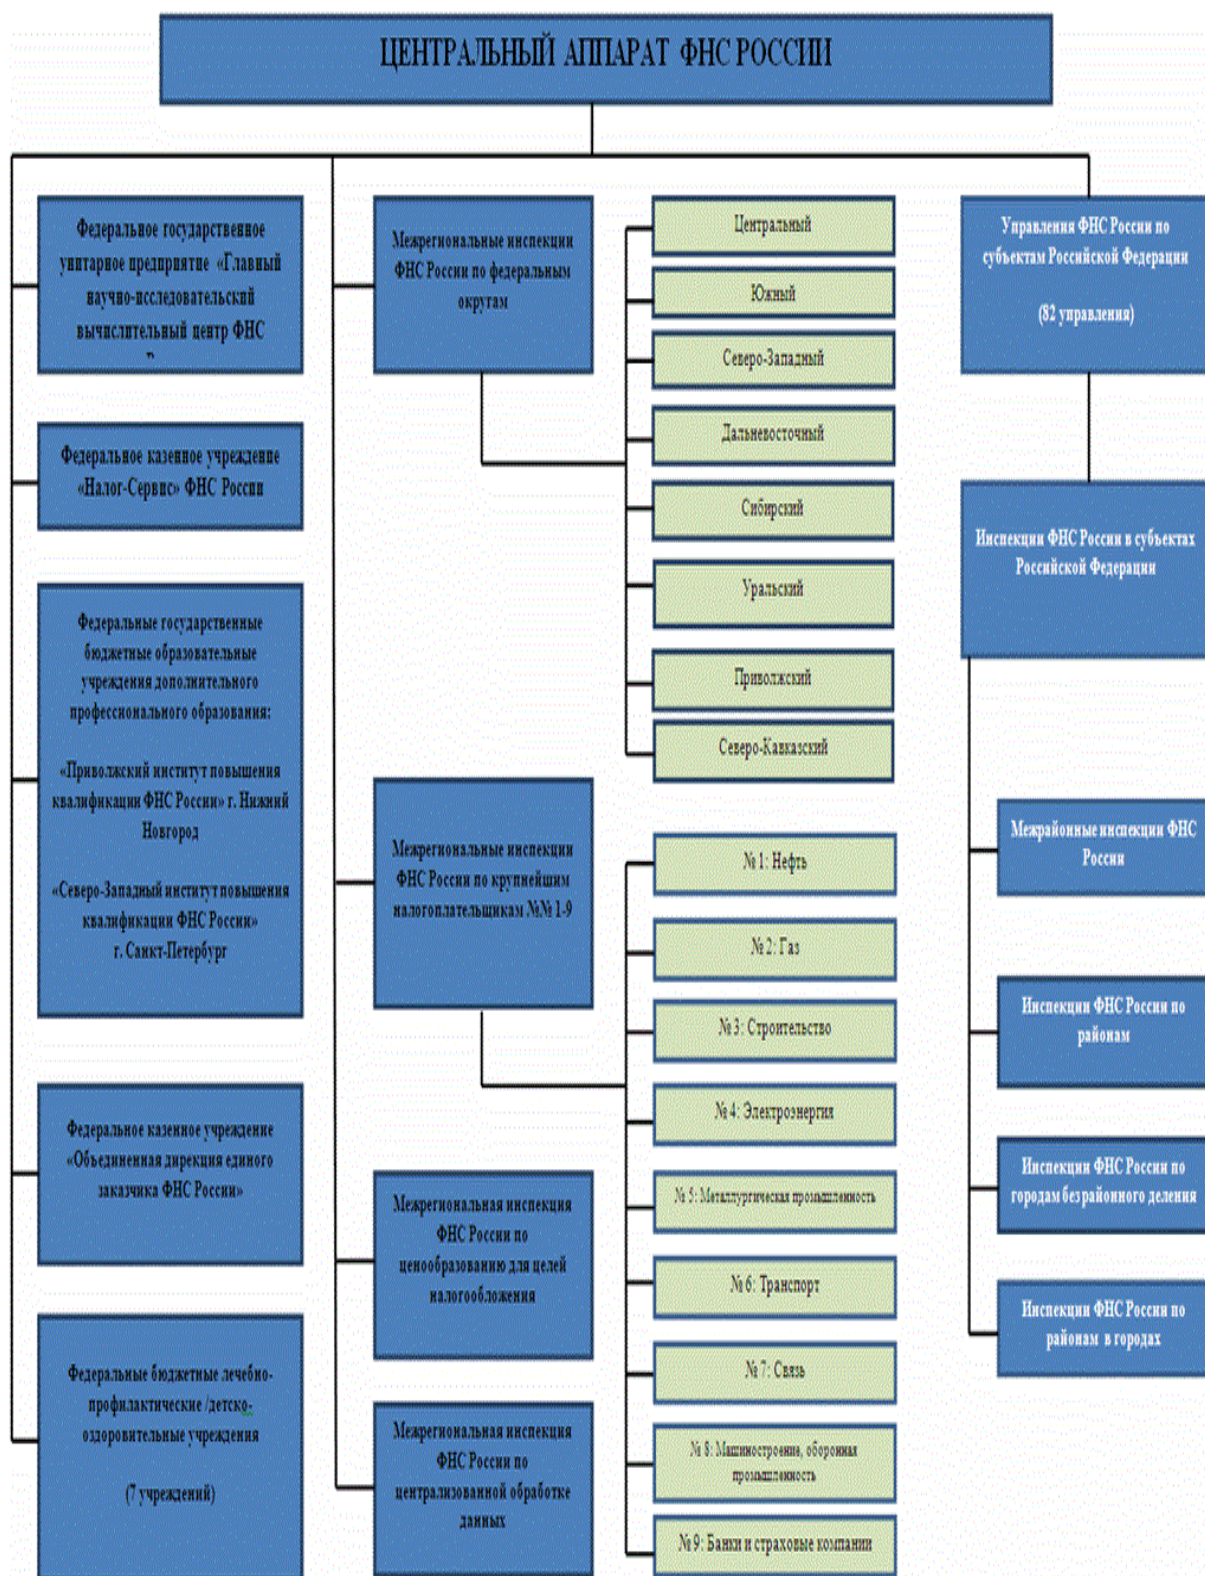 ЦЕНТРАЛЬНЫЙ АППАРАТ ФНС РОССИИ
Федеральное государственное
унитарное предприятие «Главный
научно-исследовательский
вычислительный центр ФНС
Федеральное казенное учреждение
«Налог-Сервис» ФНС России
Федеральные государственные
бюджетные образовательные
учреждения дополнительного
профессионального образования:
«Приволжский институт повышения
квалификации ФНС России» г. Нижний
Новгород
«Северо-Западный институт повышения
квалификации ФНС России»
г. Санкт-Петербург
Федеральное казенное учреждение
«Объединенная дирекция единого
заказчика ФНС России»
Федеральные бюджетные лечебно-
профилактические /детско-
оздоровительные учреждения
(7 учреждений)
Межрегиональные инспекции
ФНС России по федеральным
округам
Центральный
Южный
Северо-Западный
Дальневосточный
Сибирский
Уральский
Приволжский
Северо-Кавказский
Межрегиональные инспекции
ФНС России по крупнейшим
налогоплательщикам №№ 1-9
№ 1: Нефть
№ 2: Газ
№ 3: Строительство
№ 4: Электроэнергия
№ 5: Металлургическая промышленность
№ 6: Транспорт
№ 7: Связь
№ 8: Машиностроение, оборонная
промышленность
№ 9: Банки и страховые компании
Межрегиональная инспекция
ФНС России по
ценообразованию для целей
налогообложения
Межрегиональная инспекция
ФНС России по
централизованной обработке
данных
Управления ФНС России по
субъектам Российской Федерации
(82 управления)
Инспекции ФНС России в субъектах
Российской Федерации
Межрайонные инспекции ФНС
России
Инспекции ФНС России по
районам
Инспекции ФНС России по
городам без районного деления
Инспекции ФНС России по
районам в городах